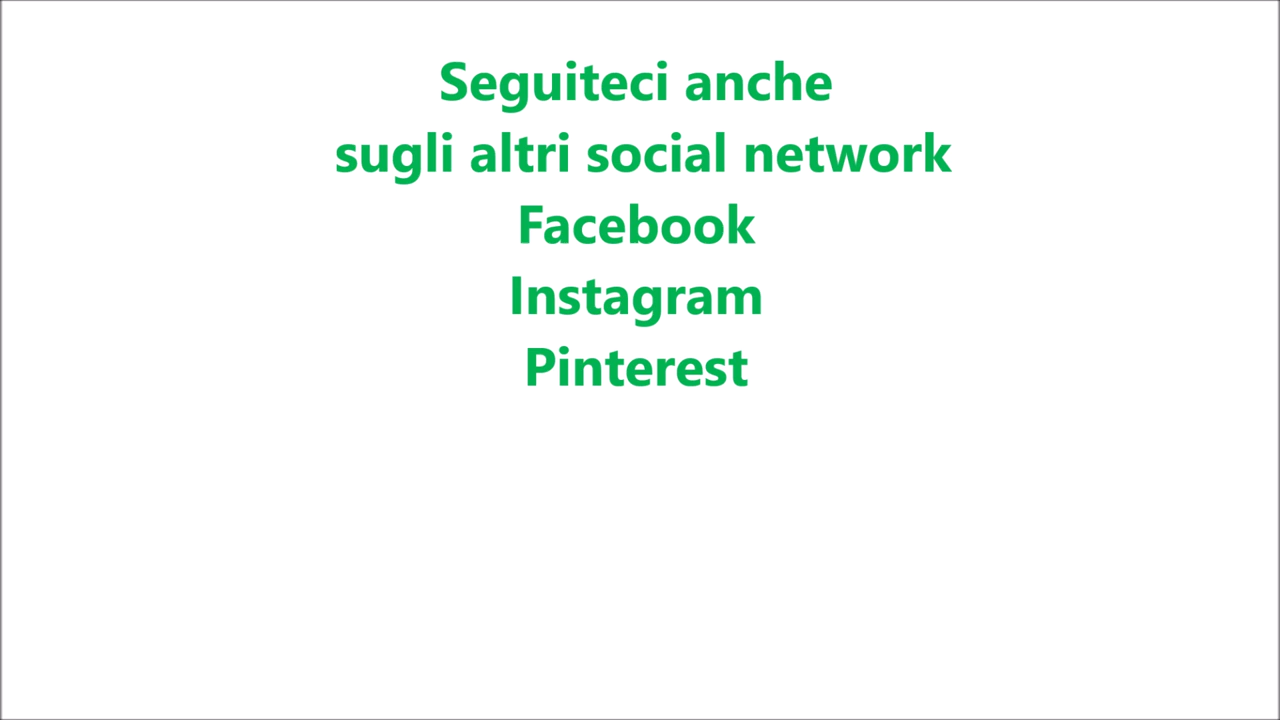 Seguiteci anche
sugli altri social network
Facebook
Instagram
Pinterest